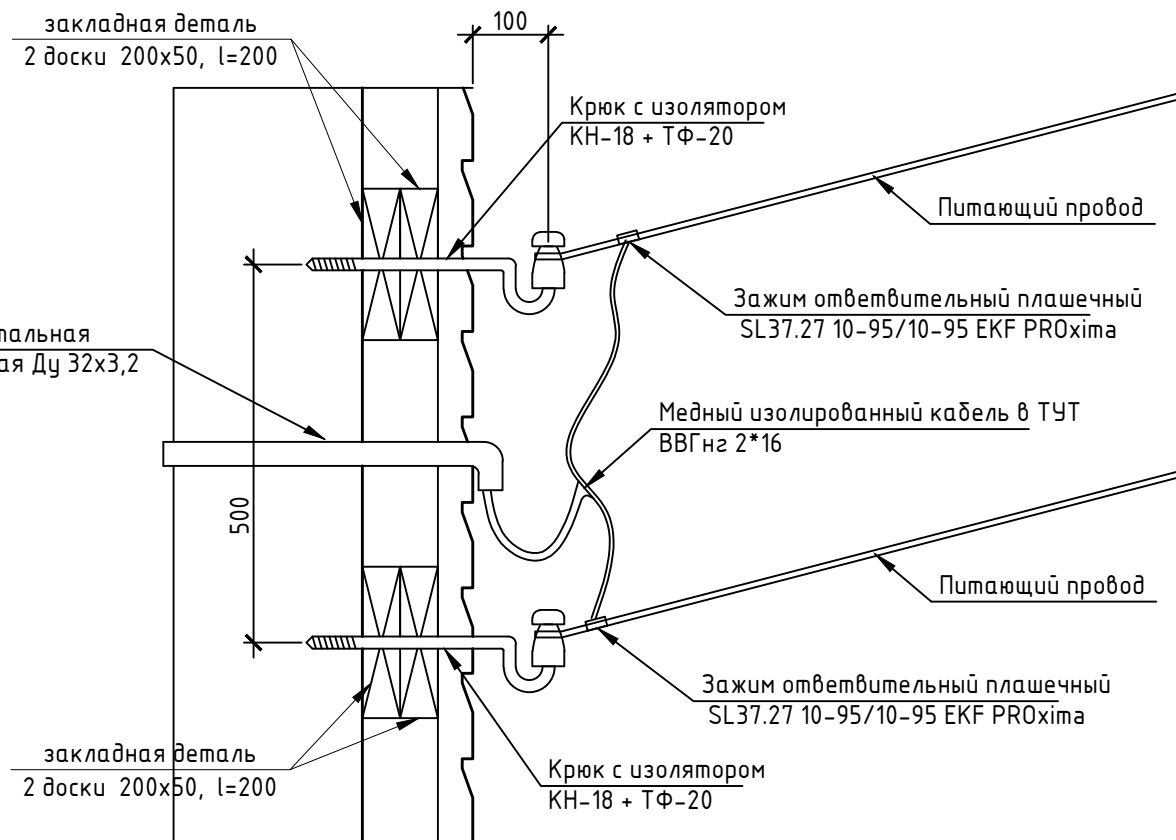 закладная деталь
2 доски 200х50, l=200
100
Крюк с изолятором
КН-18 + ТФ-20
Питающий провод
Зажим ответвительный плашечный
SL37.27 10-95/10-95 EKF PROxima
Ду 32х3,2
Медный изолированный кабель в ТУТ
ВВГнг 2*16
500
Питающий провод
Зажим ответвительный плашечный
SL37.27 10-95/10-95 EKF PROxima
закладная деталь
2 доски 200х50, l=200
Крюк с изолятором
КН-18 + ТФ-20